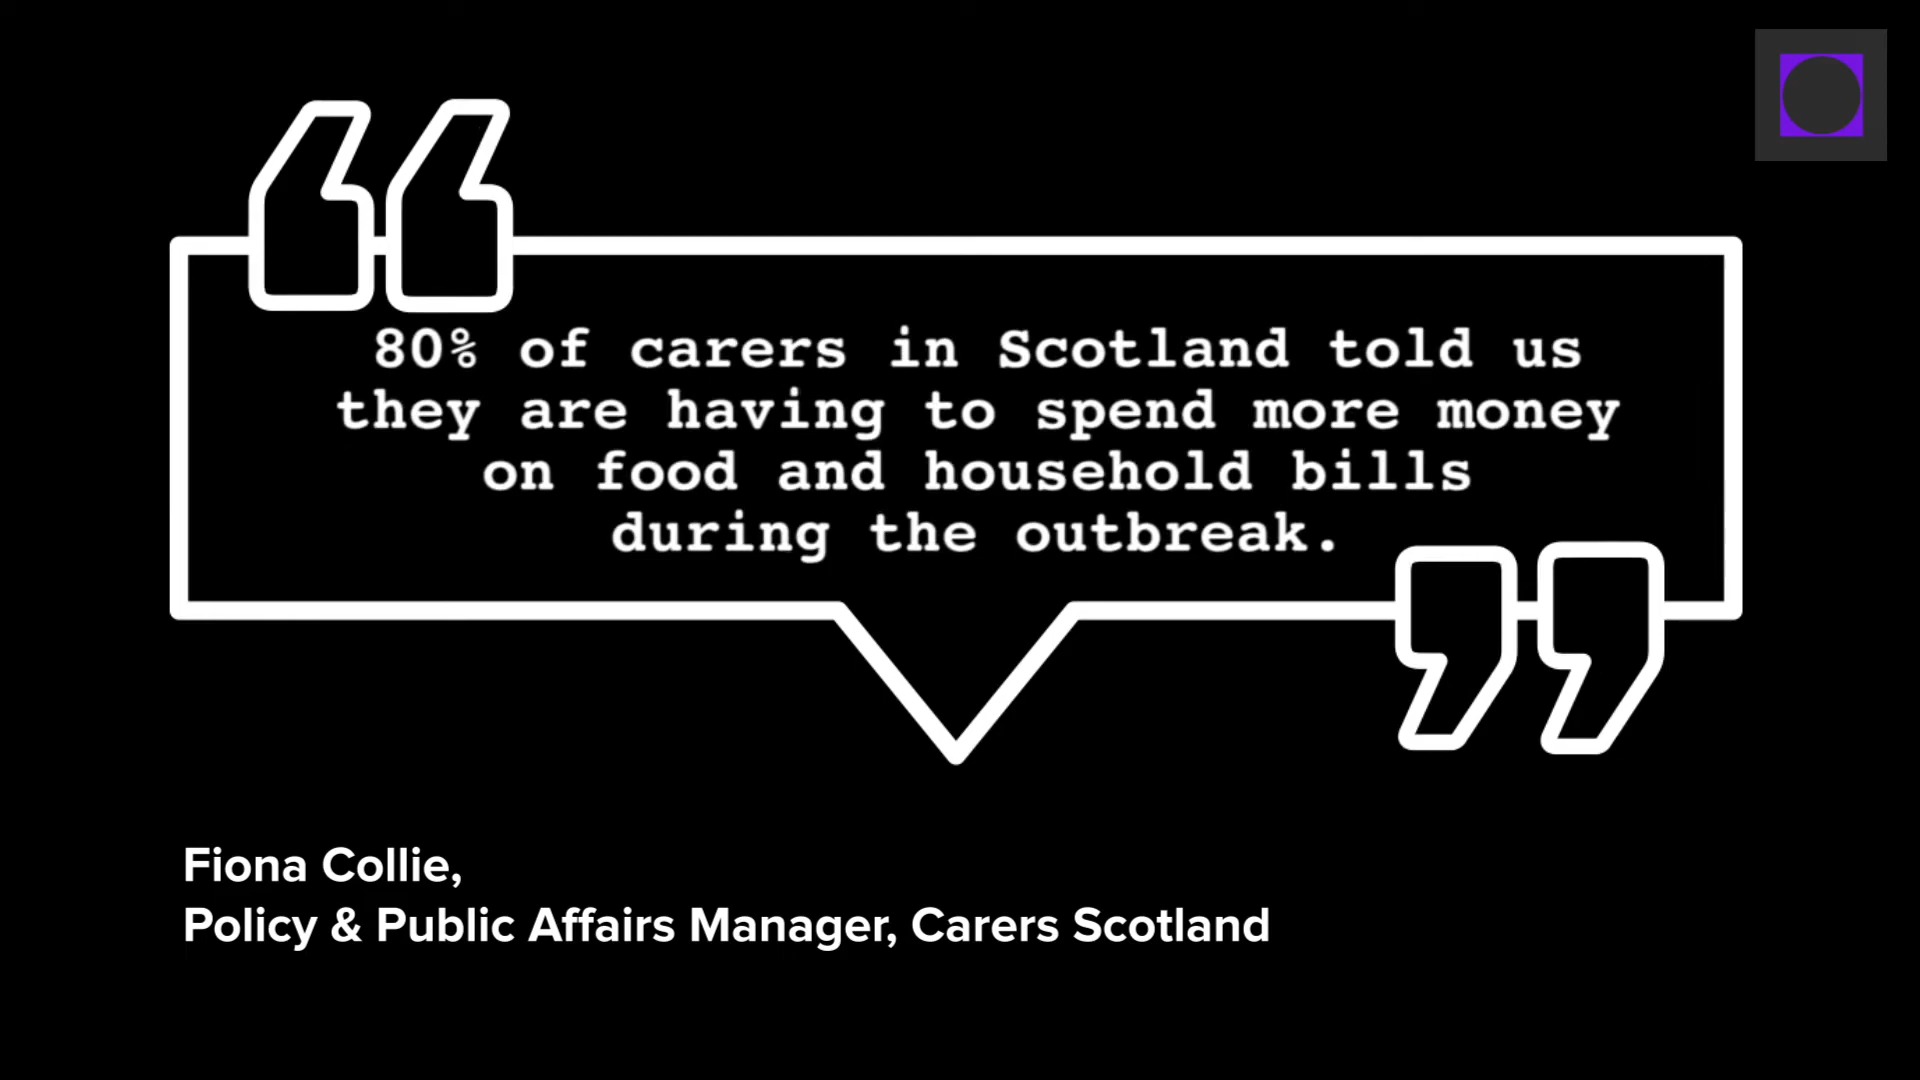 80% of carers in Scotland told us
they are having to spend more money
on food and household bills
during the outbreak.
Fiona Collie,
Policy & Public Affairs Manager, Carers Scotland